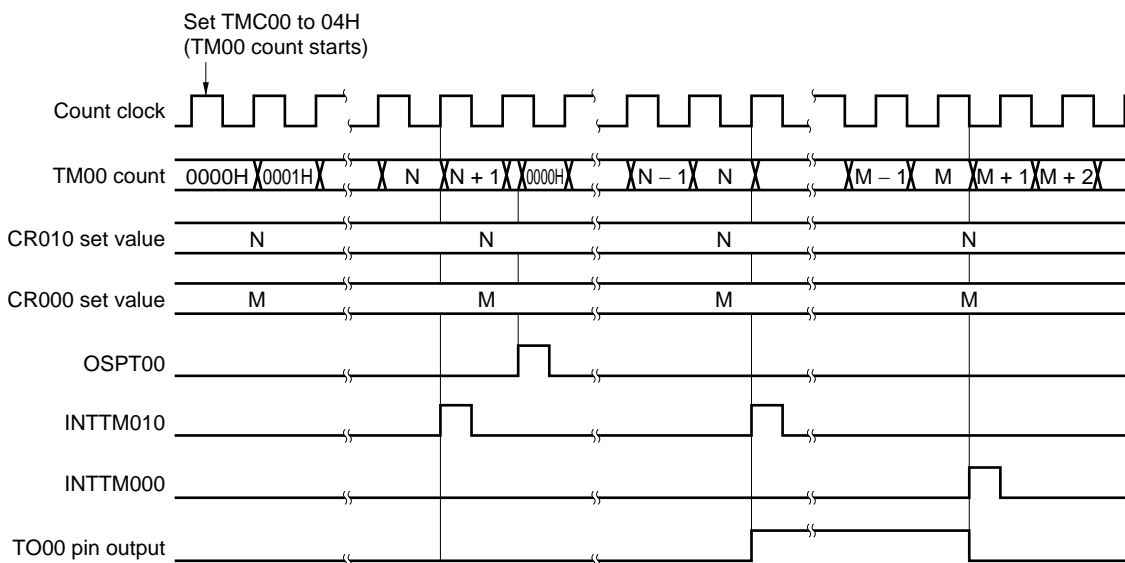 Set TMC00 to 04H
(TM00 count starts)
Count clock
TM00 count 0000H 0001H N N + 1 0000H N − 1 N M − 1 M M + 1 M + 2
CR010 set value N N N N
CR000 set value M M M M
OSPT00
INTTM010
INTTM000
TO00 pin output